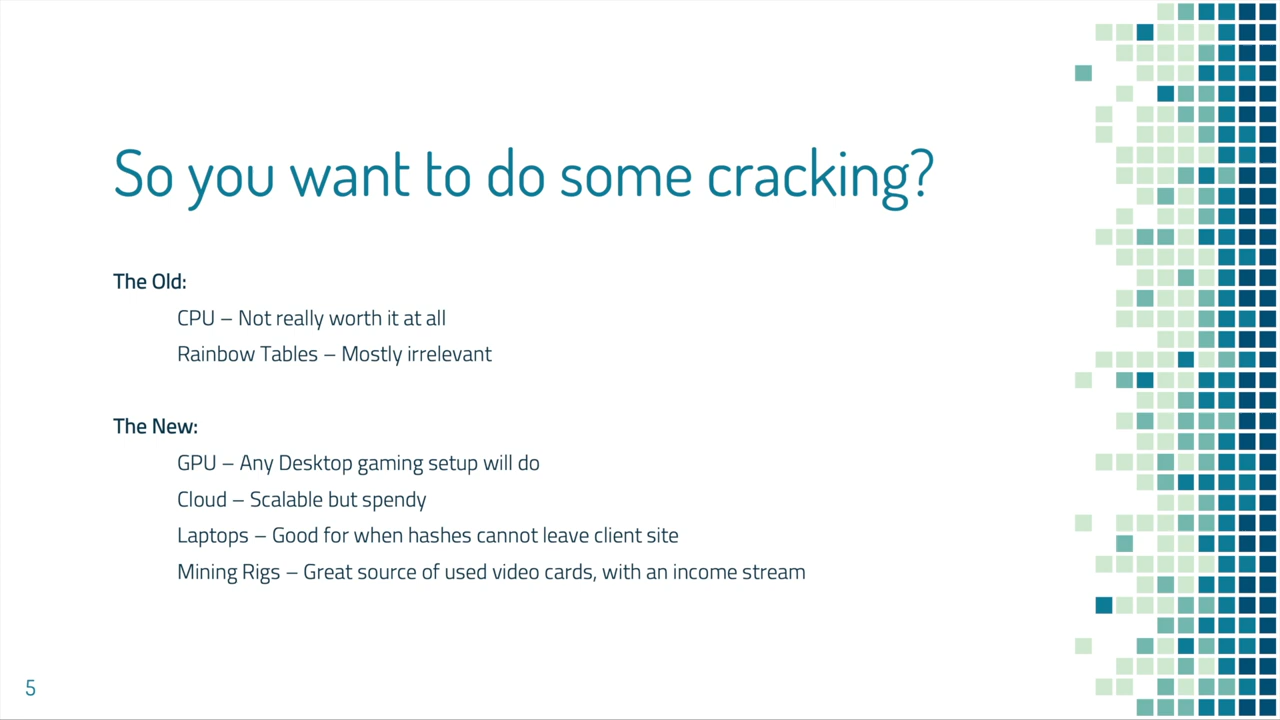 So you want to do some cracking?
The Old:
CPU – Not really worth it at all
Rainbow Tables – Mostly irrelevant
The New:
GPU – Any Desktop gaming setup will do
Cloud – Scalable but spendy
Laptops – Good for when hashes cannot leave client site
Mining Rigs – Great source of used video cards, with an income stream
5